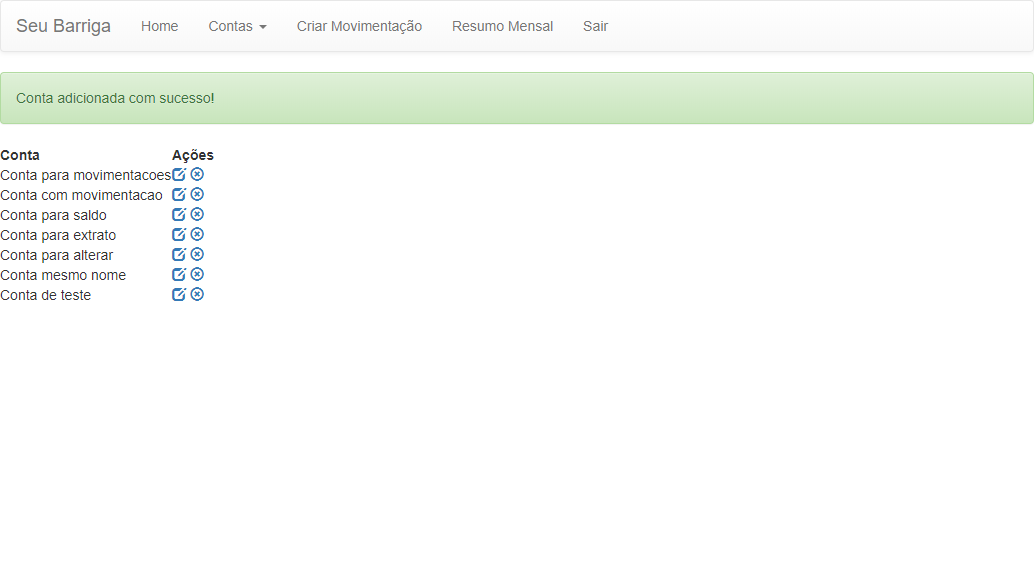 Seu Barriga Home Contas Criar Movimentação Resumo Mensal Sair
Conta adicionada com sucesso!
Conta Ações
Conta para movimentacoes
Conta com movimentacao
Conta para saldo
Conta para extrato
Conta para alterar
Conta mesmo nome
Conta de teste